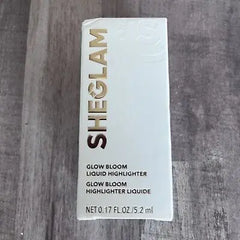 SHEGLAM
GLOW BLOOM
LIQUID HIGHLIGHTER
GLOW BLOOM
HIGHLIGHTER LIQUIDE
NET 0.17 FL.OZ/5.2 ml